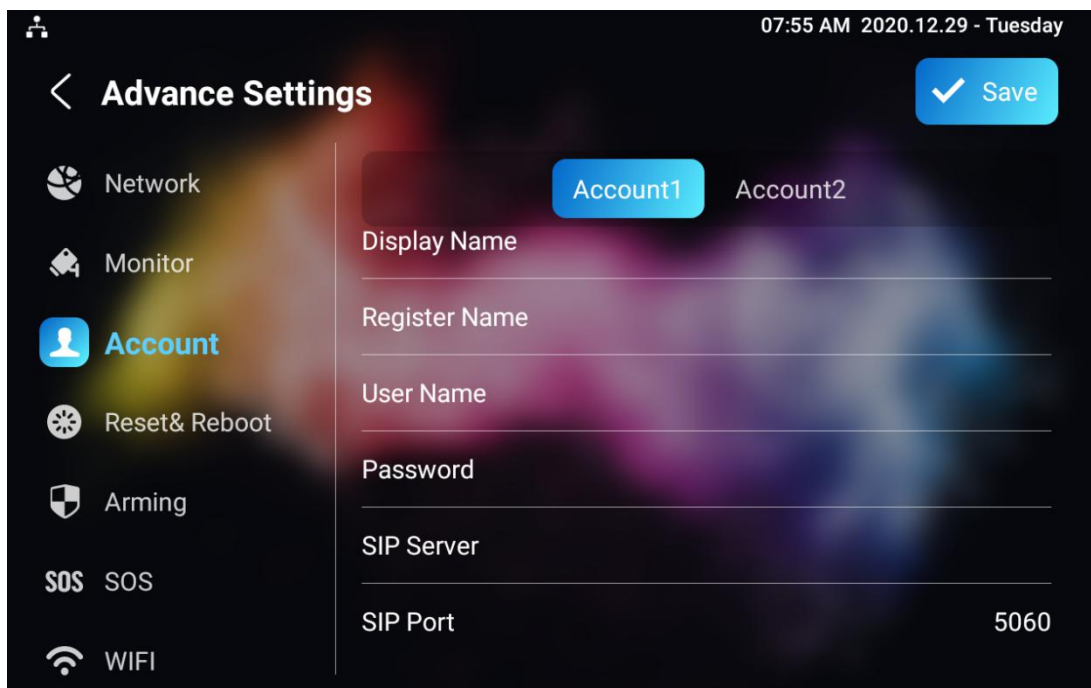 07:55 AM 2020.12.29 - Tuesday
Advance Settings
Save
Network
Monitor
Account
Reset& Reboot
Arming
SOS SOS
WIFI
Account1 Account2
Display Name
Register Name
User Name
Password
SIP Server
SIP Port 5060